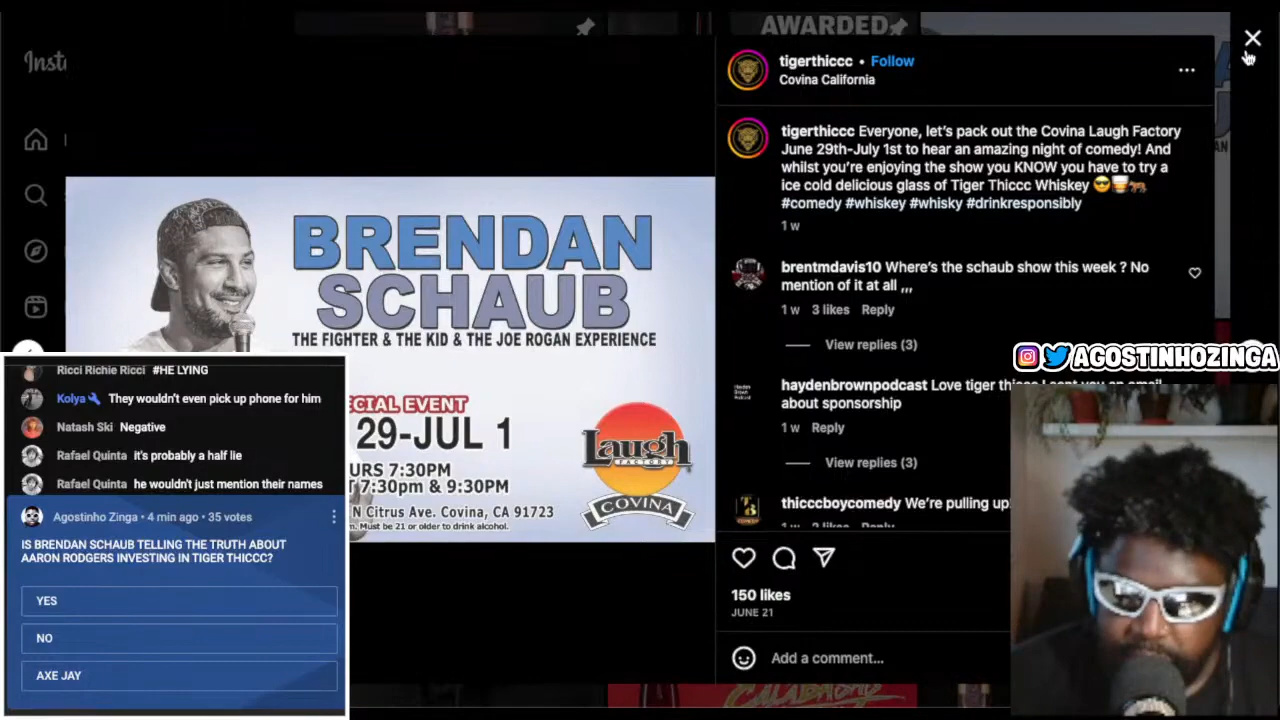 AWARDED
Inst
tigerthiccc • Follow
Covina California
tigerthiccc Everyone, let's pack out the Covina Laugh Factory
June 29th-July 1st to hear an amazing night of comedy! And
whilst you're enjoying the show you KNOW you have to try a
ice cold delicious glass of Tiger Thiccc Whiskey 😎🥃🐅
#comedy #whiskey #whisky #drinkresponsibly
1 w
brentmdavis10 Where's the schaub show this week ? No
mention of it at all ,,,
1 w 3 likes Reply
View replies (3)
haydenbrownpodcast Love tiger
about sponsorship
1 w Reply
View replies (3)
thicccboycomedy We're pulling up
150 likes
JUNE 21
Add a comment...
BRENDAN
SCHAUB
THE FIGHTER & THE KID & THE JOE ROGAN EXPERIENCE
CIAL EVENT
29-JUL 1
URS 7:30PM
T 7:30pm & 9:30PM
N Citrus Ave. Covina, CA 91723
m. Must be 21 or older to drink alcohol.
Laugh
FACTORY
COVINA
Ricci Richie Ricci #HE LYING
Kolya They wouldn't even pick up phone for him
Natash Ski Negative
Rafael Quinta it's probably a half lie
Rafael Quinta he wouldn't just mention their names
Agostinho Zinga • 4 min ago • 35 votes
IS BRENDAN SCHAUB TELLING THE TRUTH ABOUT
AARON RODGERS INVESTING IN TIGER THICCC?
YES
NO
AXE JAY
AGOSTINHOZINGA